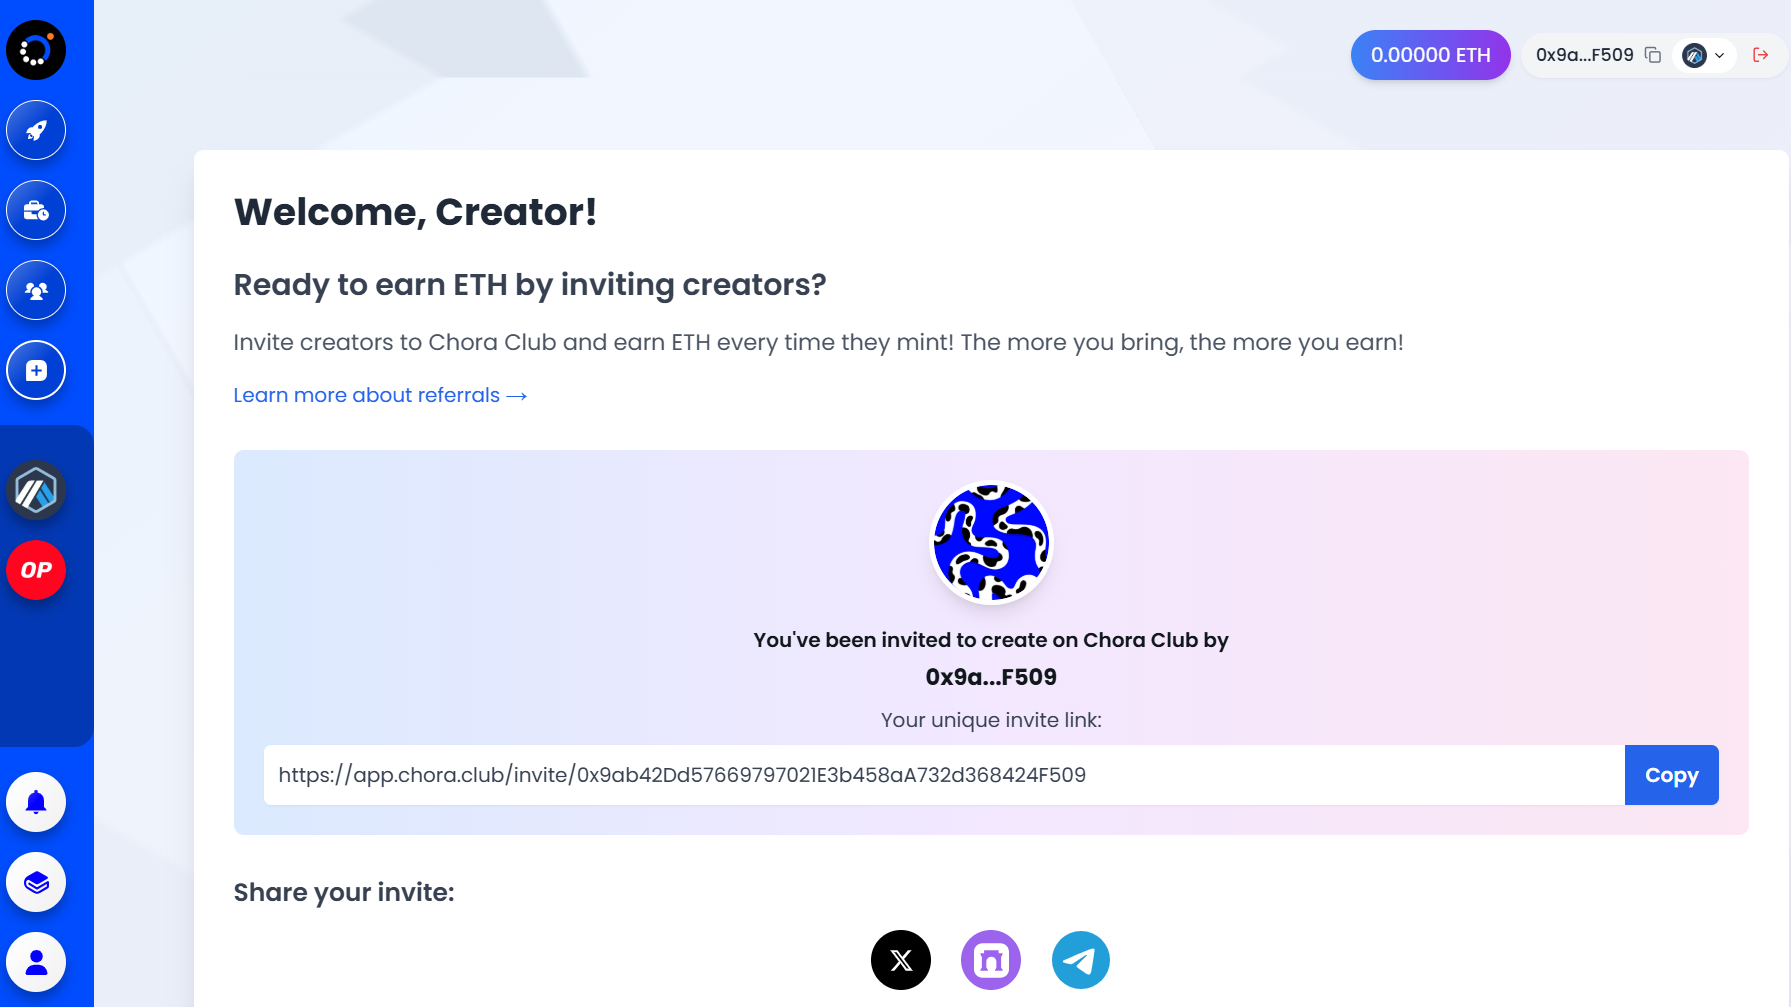 0.00000 ETH
0x9a...F509
Welcome, Creator!
Ready to earn ETH by inviting creators?
Invite creators to Chora Club and earn ETH every time they mint! The more you bring, the more you earn!
Learn more about referrals →
OP
You've been invited to create on Chora Club by
0x9a...F509
Your unique invite link:
https://app.chora.club/invite/0x9ab42Dd57669797021E3b458aA732d368424F509
Copy
Share your invite: